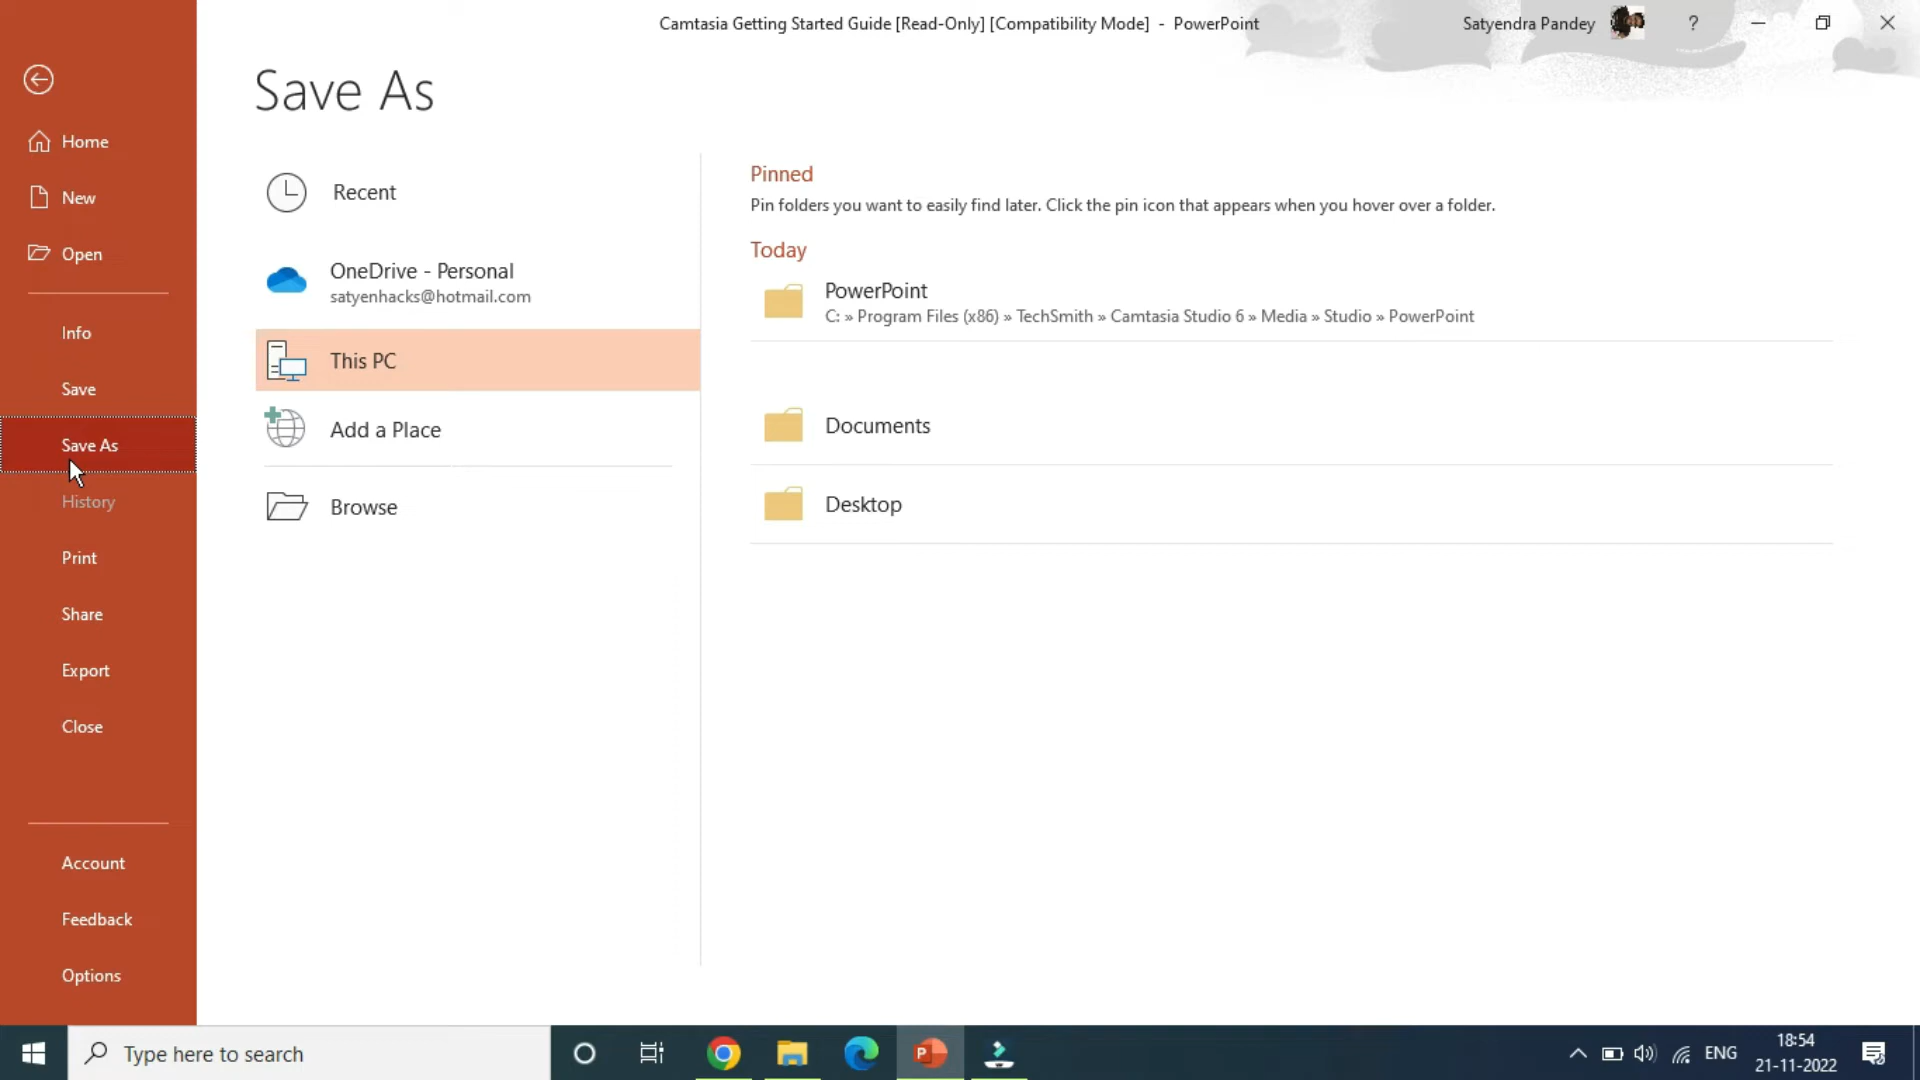 Camtasia Getting Started Guide [Read-Only] [Compatibility Mode] - PowerPoint
Satyendra Pandey
?
Save As
Home
New
Open
Info
Save
Save As
History
Print
Share
Export
Close
Account
Feedback
Options
Recent
OneDrive - Personal
satyenhacks@hotmail.com
This PC
Add a Place
Browse
Pinned
Pin folders you want to easily find later. Click the pin icon that appears when you hover over a folder.
Today
PowerPoint
C: » Program Files (x86) » TechSmith » Camtasia Studio 6 » Media » Studio » PowerPoint
Documents
Desktop
Type here to search
ENG
18:54
21-11-2022